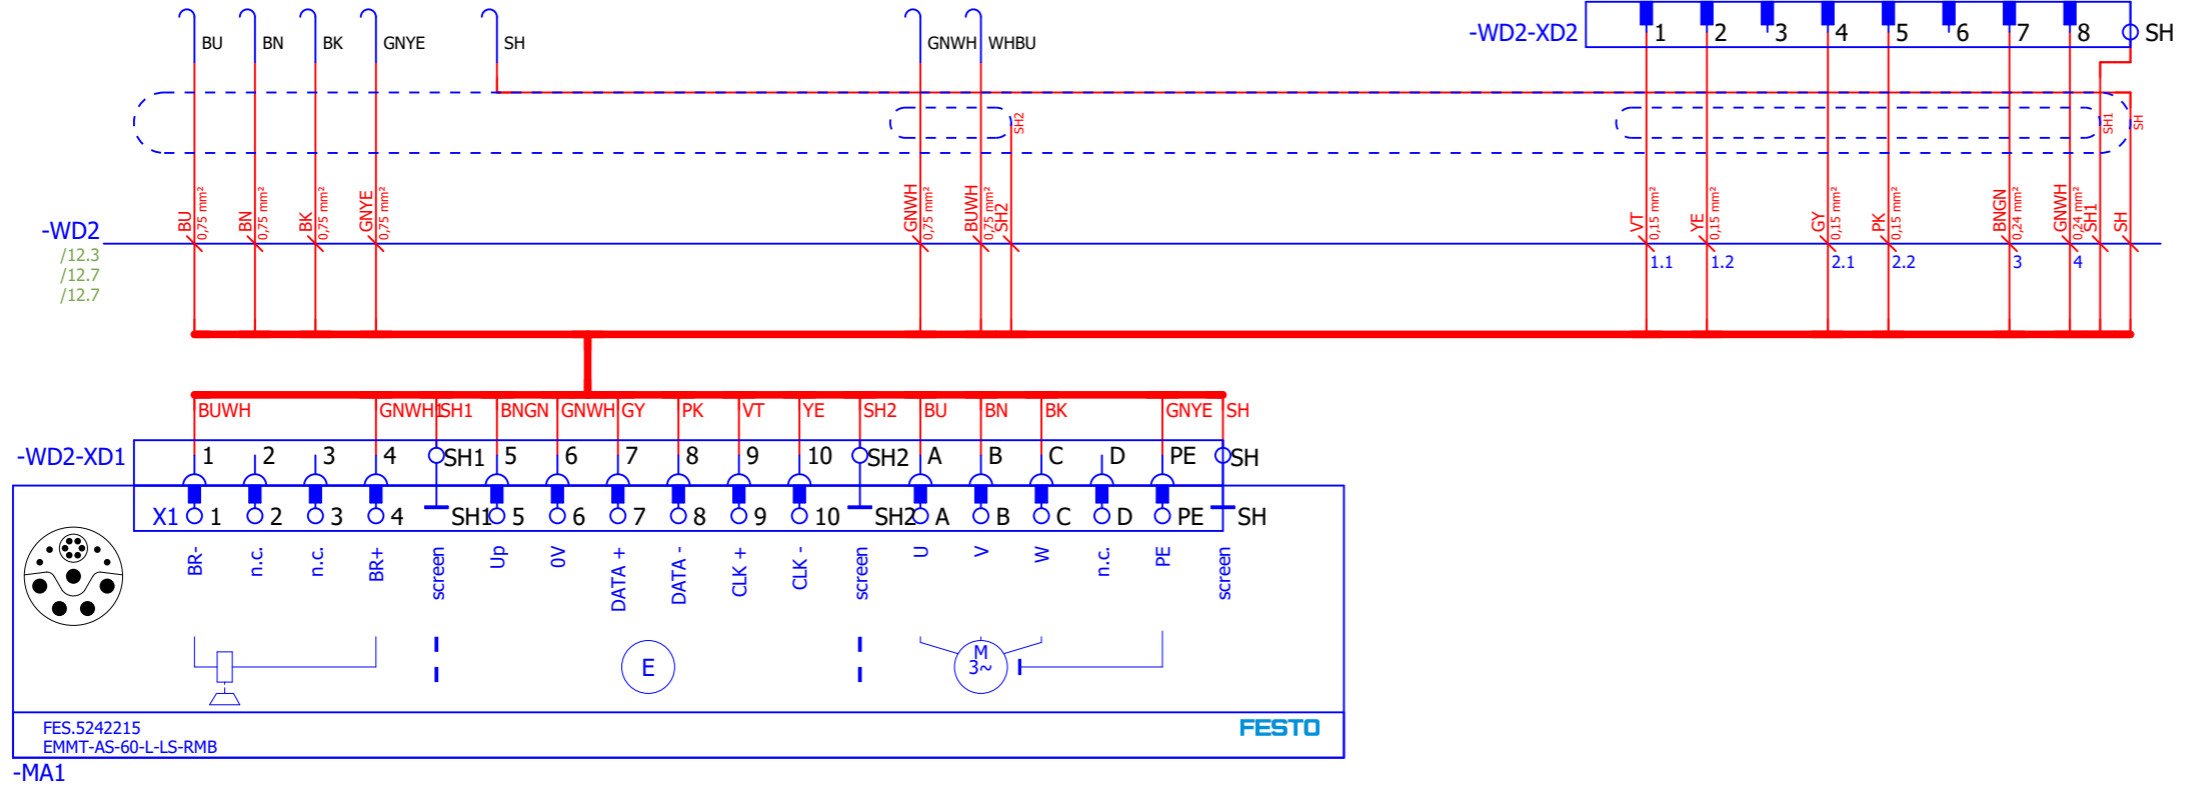 BU BN BK GNYE SH GNWH WHBU
-WD2-XD2 1 2 3 4 5 6 7 8 SH
SH2 SH1 SH
BU 0,75 mm² BN 0,75 mm² BK 0,75 mm² GNYE 0,75 mm² GNWH 0,75 mm² BUWH 0,75 mm² SH2 VT 0,15 mm² YE 0,15 mm² GY 0,15 mm² PK 0,15 mm² BNGN 0,24 mm² GNWH 0,24 mm² SH1 SH
-WD2
/12.3
/12.7
/12.7
1.1 1.2 2.1 2.2 3 4
BUWH GNWH SH1 BNGN GNWH GY PK VT YE SH2 BU BN BK GNYE SH
-WD2-XD1 1 2 3 4 SH1 5 6 7 8 9 10 SH2 A B C D PE SH
X1 1 2 3 4 SH1 5 6 7 8 9 10 SH2 A B C D PE SH
BR- n.c. n.c. BR+ screen Up 0V DATA + DATA - CLK + CLK - screen U V W n.c. PE screen
E
M
3~
FES.5242215
EMMT-AS-60-L-LS-RMB
FESTO
-MA1